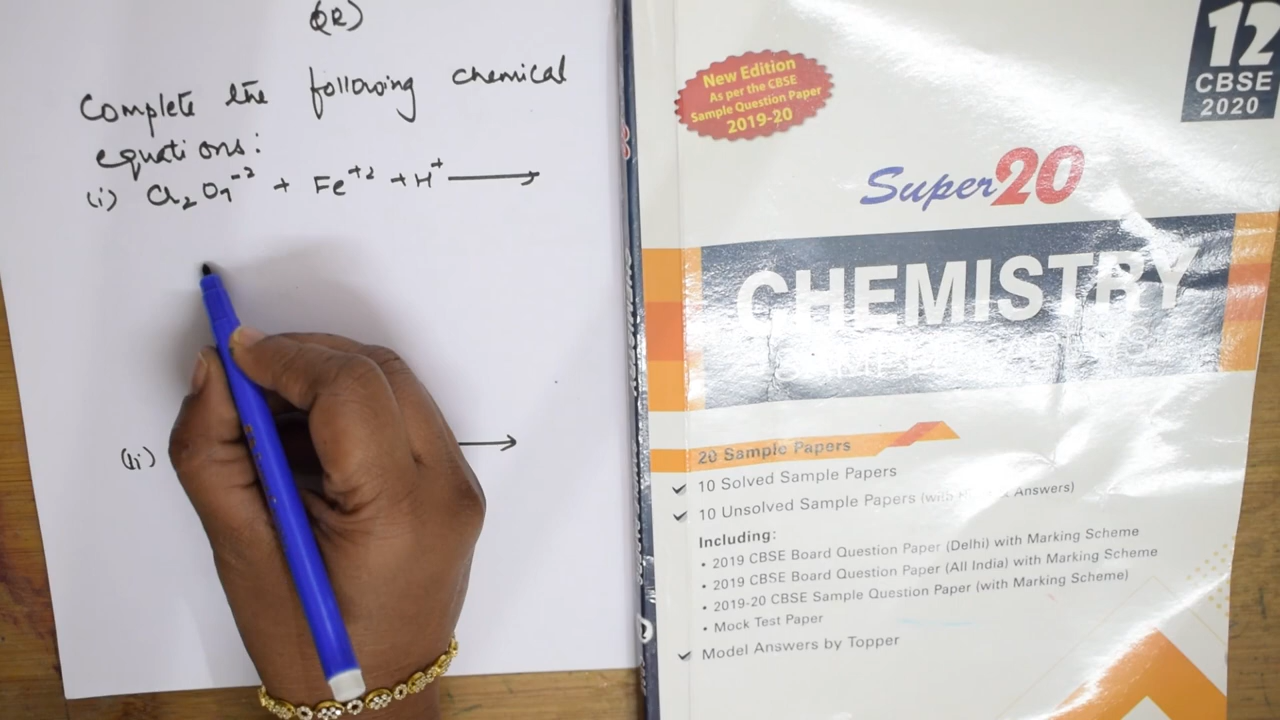 OR)
Complete the following chemical
equations:
(i) Cr₂O₇⁻² + Fe⁺² + H⁺ ⟶
(ii) ⟶
New Edition
As per the CBSE
Sample Question Paper
2019-20
12
CBSE
2020
Super20
CHEMISTRY
20 Sample Papers
✓ 10 Solved Sample Papers
✓ 10 Unsolved Sample Papers (with Answers)
Including:
• 2019 CBSE Board Question Paper (Delhi) with Marking Scheme
• 2019 CBSE Board Question Paper (All India) with Marking Scheme
• 2019-20 CBSE Sample Question Paper (with Marking Scheme)
• Mock Test Paper
✓ Model Answers by Topper